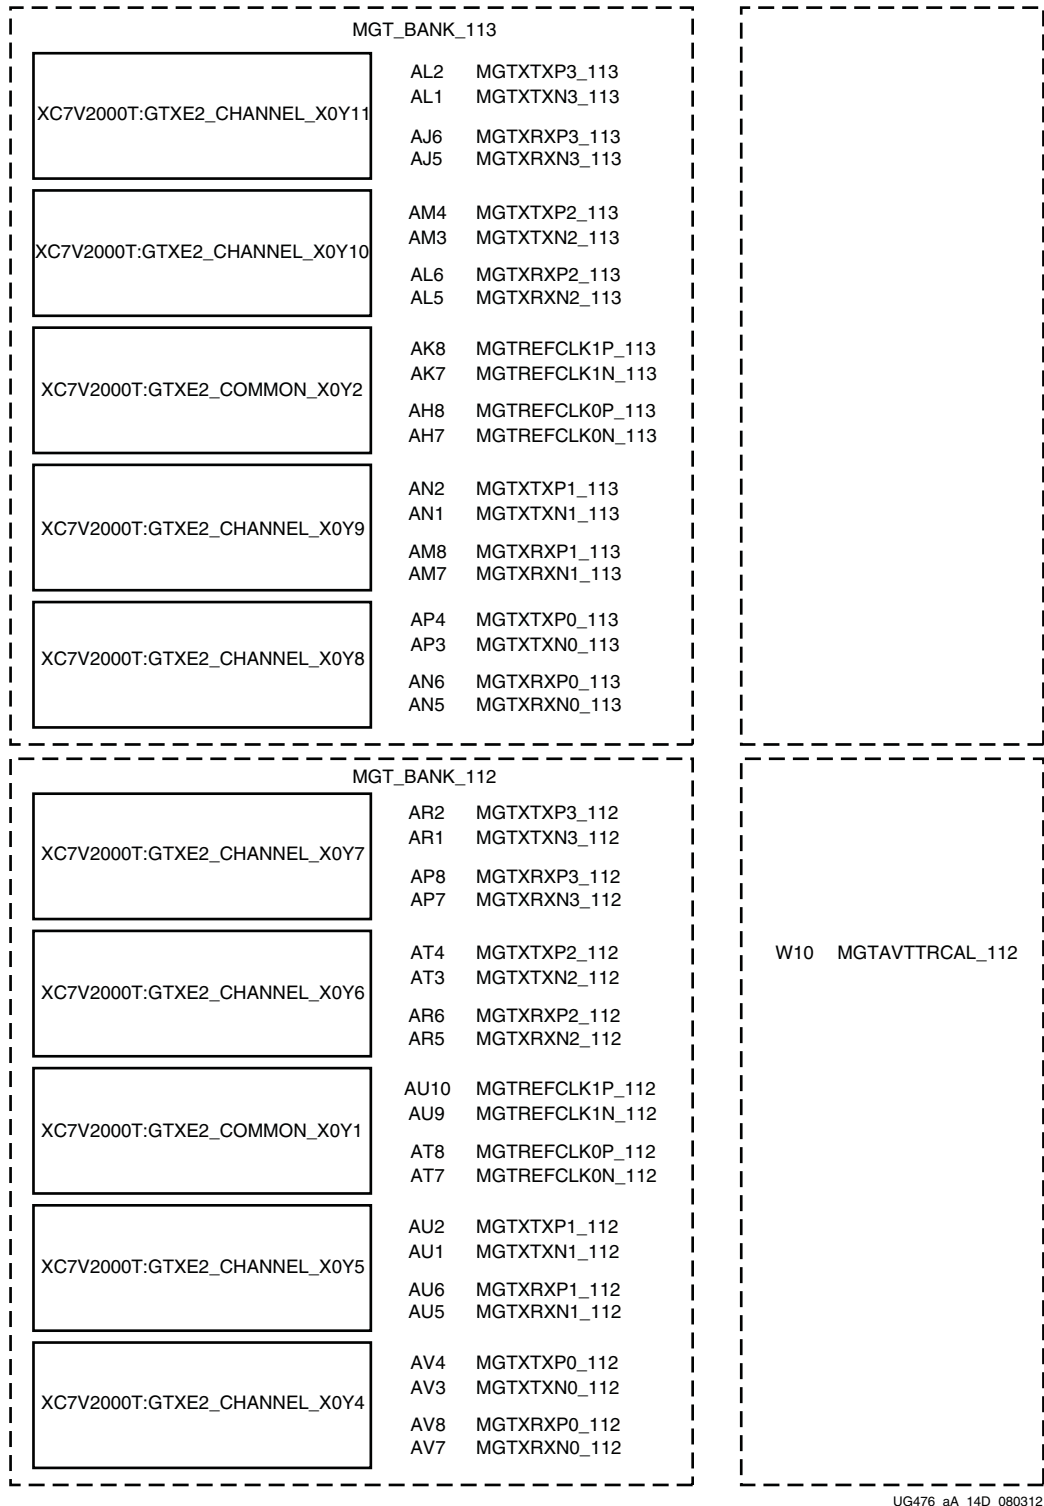 MGT_BANK_113
XC7V2000T:GTXE2_CHANNEL_X0Y11
AL2 MGTXTXP3_113
AL1 MGTXTXN3_113
AJ6 MGTXRXP3_113
AJ5 MGTXRXN3_113
XC7V2000T:GTXE2_CHANNEL_X0Y10
AM4 MGTXTXP2_113
AM3 MGTXTXN2_113
AL6 MGTXRXP2_113
AL5 MGTXRXN2_113
XC7V2000T:GTXE2_COMMON_X0Y2
AK8 MGTREFCLK1P_113
AK7 MGTREFCLK1N_113
AH8 MGTREFCLK0P_113
AH7 MGTREFCLK0N_113
XC7V2000T:GTXE2_CHANNEL_X0Y9
AN2 MGTXTXP1_113
AN1 MGTXTXN1_113
AM8 MGTXRXP1_113
AM7 MGTXRXN1_113
XC7V2000T:GTXE2_CHANNEL_X0Y8
AP4 MGTXTXP0_113
AP3 MGTXTXN0_113
AN6 MGTXRXP0_113
AN5 MGTXRXN0_113
MGT_BANK_112
XC7V2000T:GTXE2_CHANNEL_X0Y7
AR2 MGTXTXP3_112
AR1 MGTXTXN3_112
AP8 MGTXRXP3_112
AP7 MGTXRXN3_112
XC7V2000T:GTXE2_CHANNEL_X0Y6
AT4 MGTXTXP2_112
AT3 MGTXTXN2_112
AR6 MGTXRXP2_112
AR5 MGTXRXN2_112
W10 MGTAVTTRCAL_112
XC7V2000T:GTXE2_COMMON_X0Y1
AU10 MGTREFCLK1P_112
AU9 MGTREFCLK1N_112
AT8 MGTREFCLK0P_112
AT7 MGTREFCLK0N_112
XC7V2000T:GTXE2_CHANNEL_X0Y5
AU2 MGTXTXP1_112
AU1 MGTXTXN1_112
AU6 MGTXRXP1_112
AU5 MGTXRXN1_112
XC7V2000T:GTXE2_CHANNEL_X0Y4
AV4 MGTXTXP0_112
AV3 MGTXTXN0_112
AV8 MGTXRXP0_112
AV7 MGTXRXN0_112
UG476_aA_14D_080312